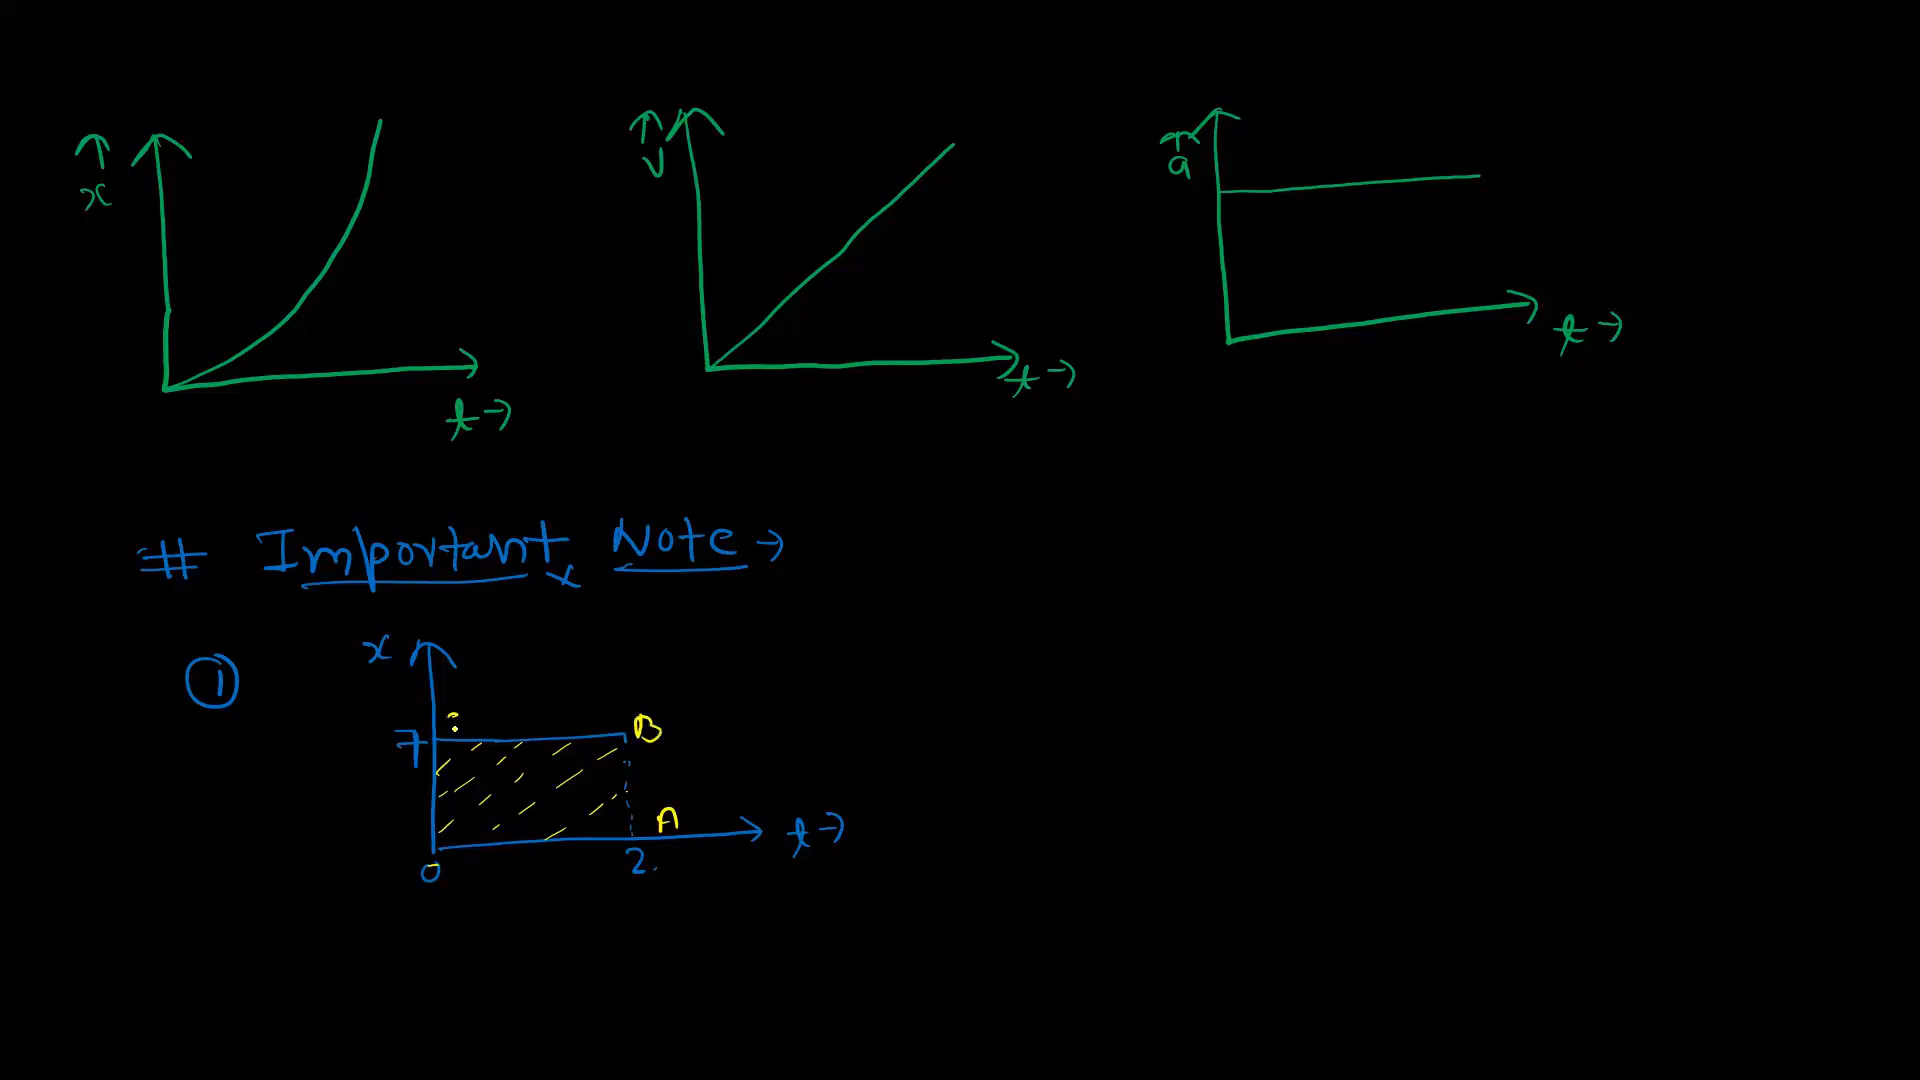 x
t →
v
t →
a
t →
# Important Note →
①
x
7
B
A
0
2
t →